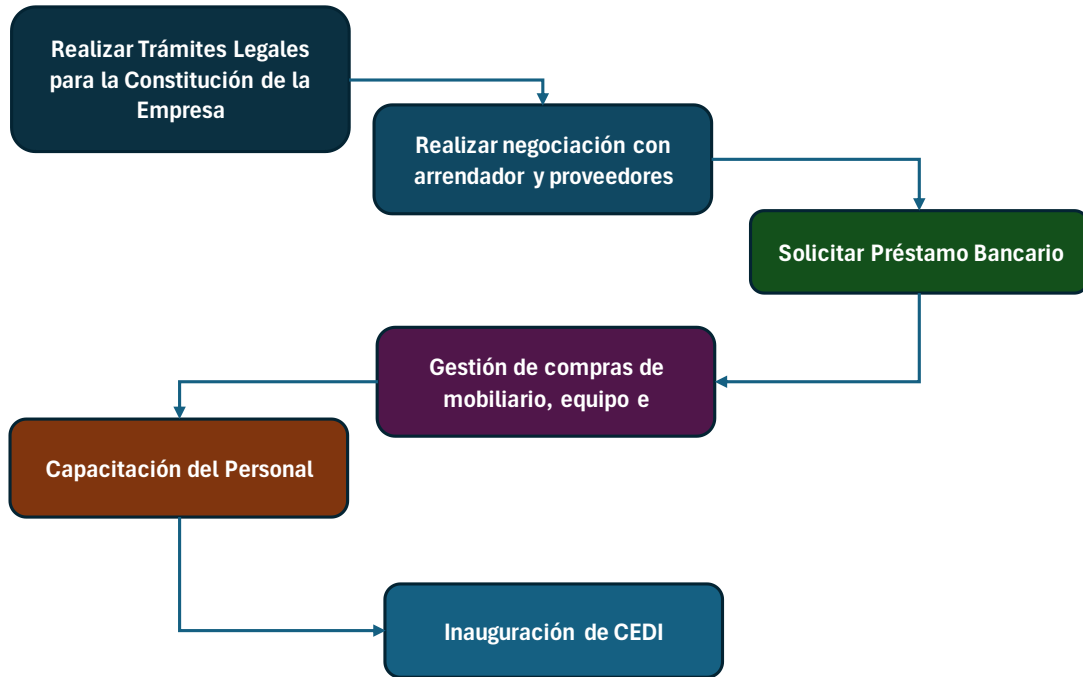 Realizar Trámites Legales
para la Constitución de la
Empresa
Realizar negociación con
arrendador y proveedores
Solicitar Préstamo Bancario
Gestión de compras de
mobiliario, equipo e
Capacitación del Personal
Inauguración de CEDI